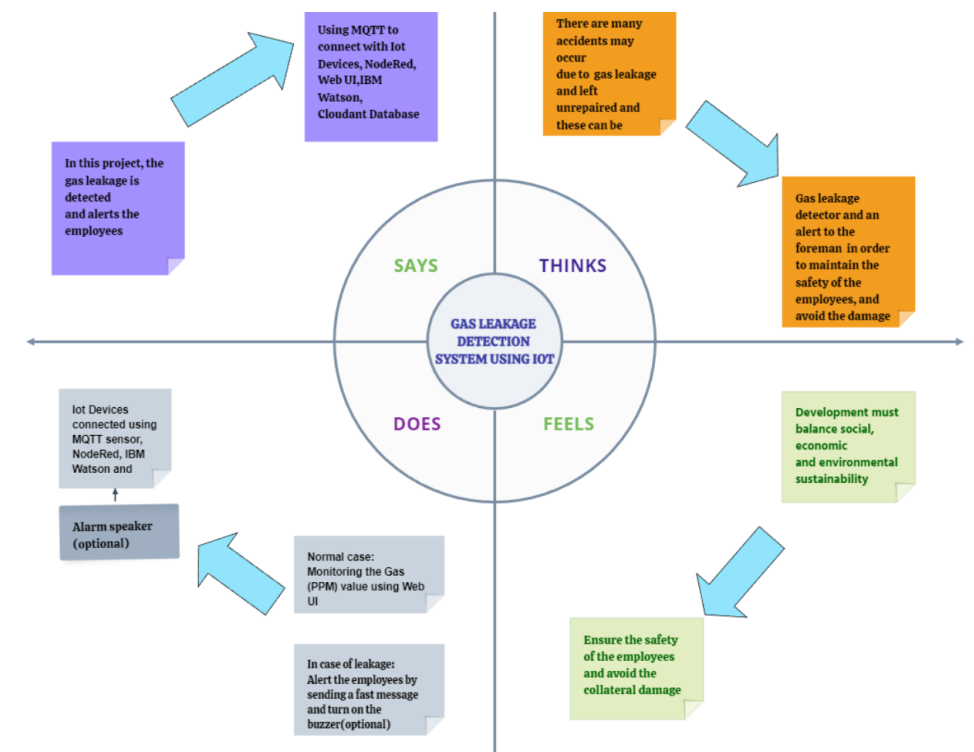 Using MQTT to
connect with Iot
Devices, NodeRed,
Web UI,IBM
Watson,
Cloudant Database
In this project, the
gas leakage is
detected
and alerts the
employees
There are many
accidents may
occur
due to gas leakage
and left
unrepaired and
these can be
Gas leakage
detector and an
alert to the
foreman in order
to maintain the
safety of the
employees, and
avoid the damage
SAYS
THINKS
GAS LEAKAGE
DETECTION
SYSTEM USING IOT
DOES
FEELS
Iot Devices
connected using
MQTT sensor,
NodeRed, IBM
Watson and
Alarm speaker
(optional)
Normal case:
Monitoring the Gas
(PPM) value using Web
UI
In case of leakage:
Alert the employees by
sending a fast message
and turn on the
buzzer(optional)
Development must
balance social,
economic
and environmental
sustainability
Ensure the safety
of the employees
and avoid the
collateral damage